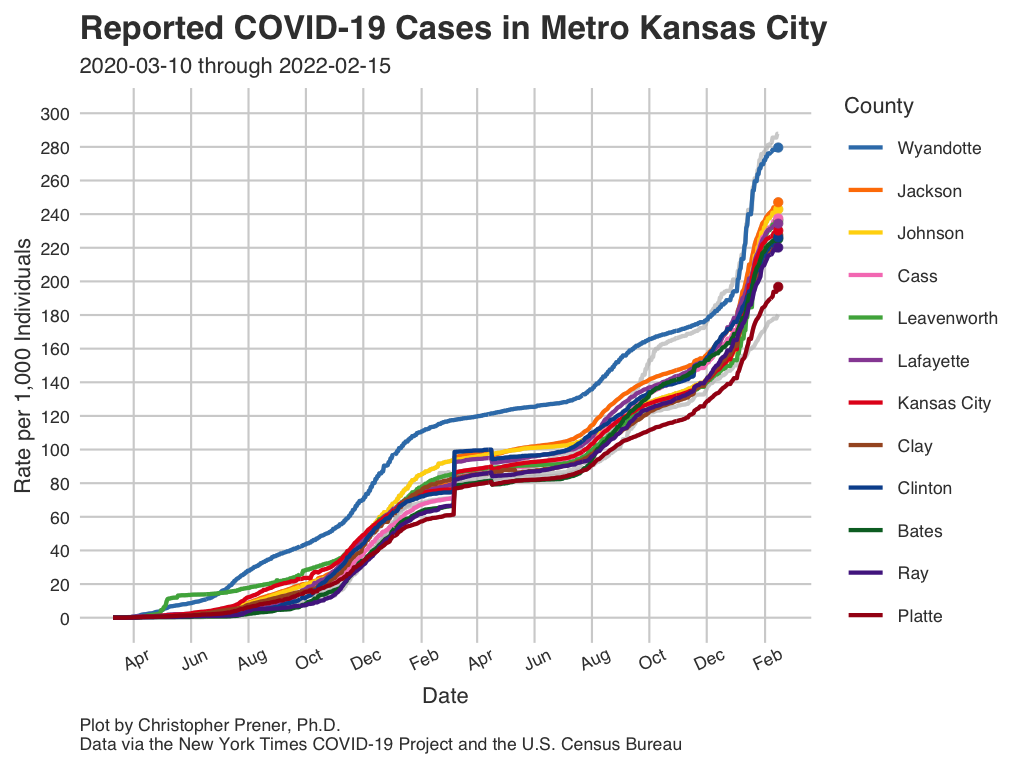 Reported COVID-19 Cases in Metro Kansas City
2020-03-10 through 2022-02-15
Rate per 1,000 Individuals
300
280
260
240
220
200
180
160
140
120
100
80
60
40
20
0
Apr Jun Aug Oct Dec Feb Apr Jun Aug Oct Dec Feb
Date
County
Wyandotte
Jackson
Johnson
Cass
Leavenworth
Lafayette
Kansas City
Clay
Clinton
Bates
Ray
Platte
Plot by Christopher Prener, Ph.D.
Data via the New York Times COVID-19 Project and the U.S. Census Bureau